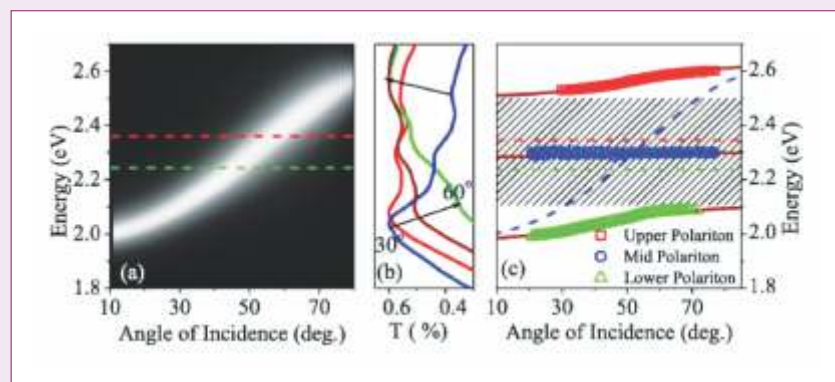 2.6
2.4
2.2
2.0
1.8
Energy (eV)
(a)
10 30 50 70
Angle of Incidence (deg.)
60°
30
(b)
0.6 0.4
T ( %)
(c)
Upper Polariton
Mid Polariton
Lower Polariton
10 30 50 70
Angle of Incidence (deg.)
2.6
2.4
2.2
2.0
1.8
Energy (eV)